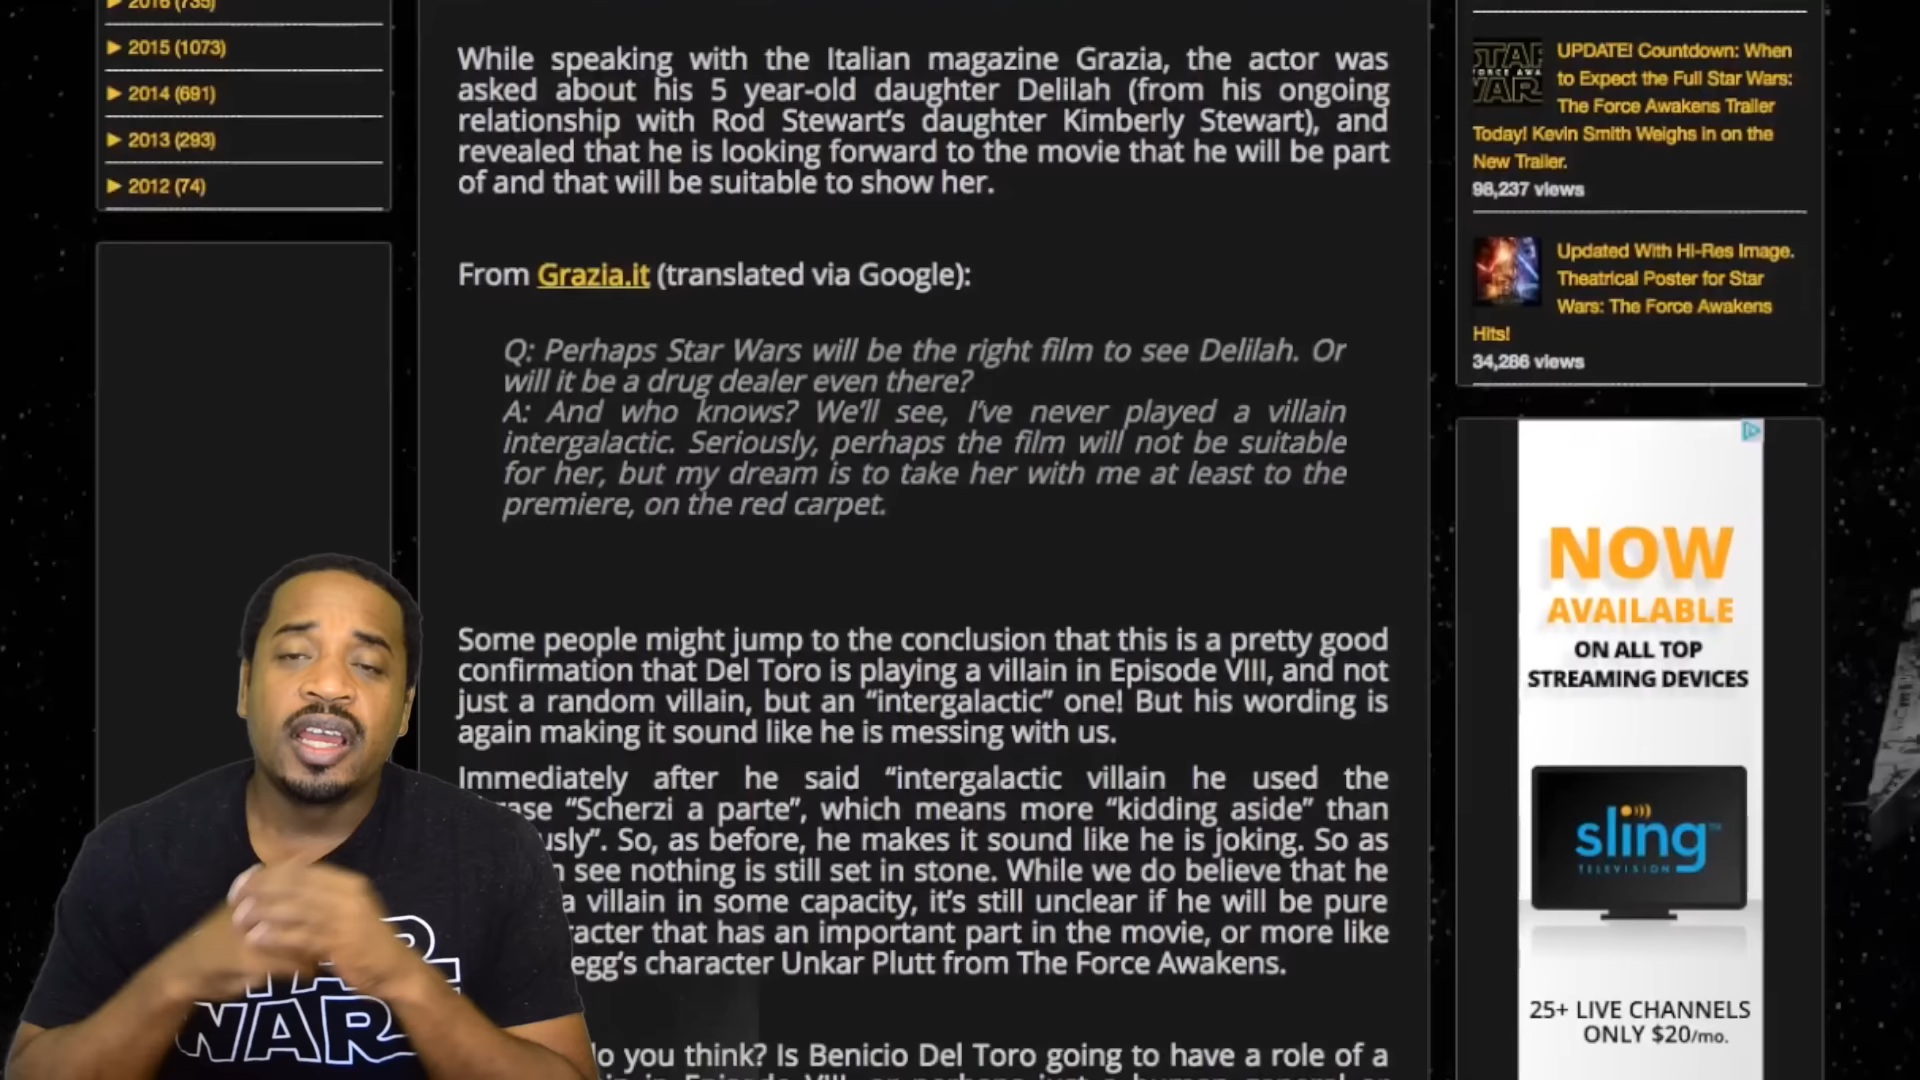 2016 (735)
2015 (1073)
2014 (691)
2013 (293)
2012 (74)
While speaking with the Italian magazine Grazia, the actor was
asked about his 5 year-old daughter Delilah (from his ongoing
relationship with Rod Stewart's daughter Kimberly Stewart), and
revealed that he is looking forward to the movie that he will be part
of and that will be suitable to show her.
From Grazia.it (translated via Google):
Q: Perhaps Star Wars will be the right film to see Delilah. Or
will it be a drug dealer even there?
A: And who knows? We'll see, I've never played a villain
intergalactic. Seriously, perhaps the film will not be suitable
for her, but my dream is to take her with me at least to the
premiere, on the red carpet.
Some people might jump to the conclusion that this is a pretty good
confirmation that Del Toro is playing a villain in Episode VIII, and not
just a random villain, but an “intergalactic” one! But his wording is
again making it sound like he is messing with us.
Immediately after he said “intergalactic villain he used the
“Scherzi a parte”, which means more “kidding aside” than
So, as before, he makes it sound like he is joking. So as
see nothing is still set in stone. While we do believe that he
a villain in some capacity, it's still unclear if he will be pure
that has an important part in the movie, or more like
character Unkar Plutt from The Force Awakens.
do you think? Is Benicio Del Toro going to have a role of a
STAR
FORCE AWA
WARS
UPDATE! Countdown: When
to Expect the Full Star Wars:
The Force Awakens Trailer
Today! Kevin Smith Weighs in on the
New Trailer.
98,237 views
Updated With Hi-Res Image.
Theatrical Poster for Star
Wars: The Force Awakens
Hits!
34,286 views
NOW
AVAILABLE
ON ALL TOP
STREAMING DEVICES
sling
TELEVISION
25+ LIVE CHANNELS
ONLY $20/mo.
STAR
WARS